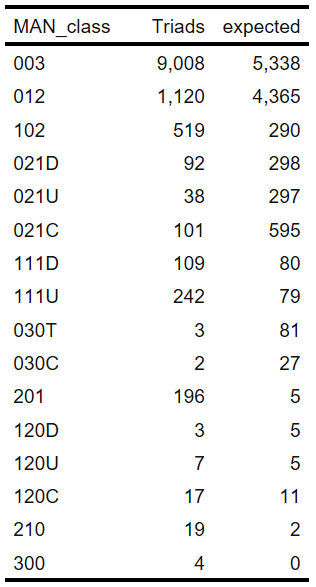 MAN_class Triads expected
003 9,008 5,338
012 1,120 4,365
102 519 290
021D 92 298
021U 38 297
021C 101 595
111D 109 80
111U 242 79
030T 3 81
030C 2 27
201 196 5
120D 3 5
120U 7 5
120C 17 11
210 19 2
300 4 0